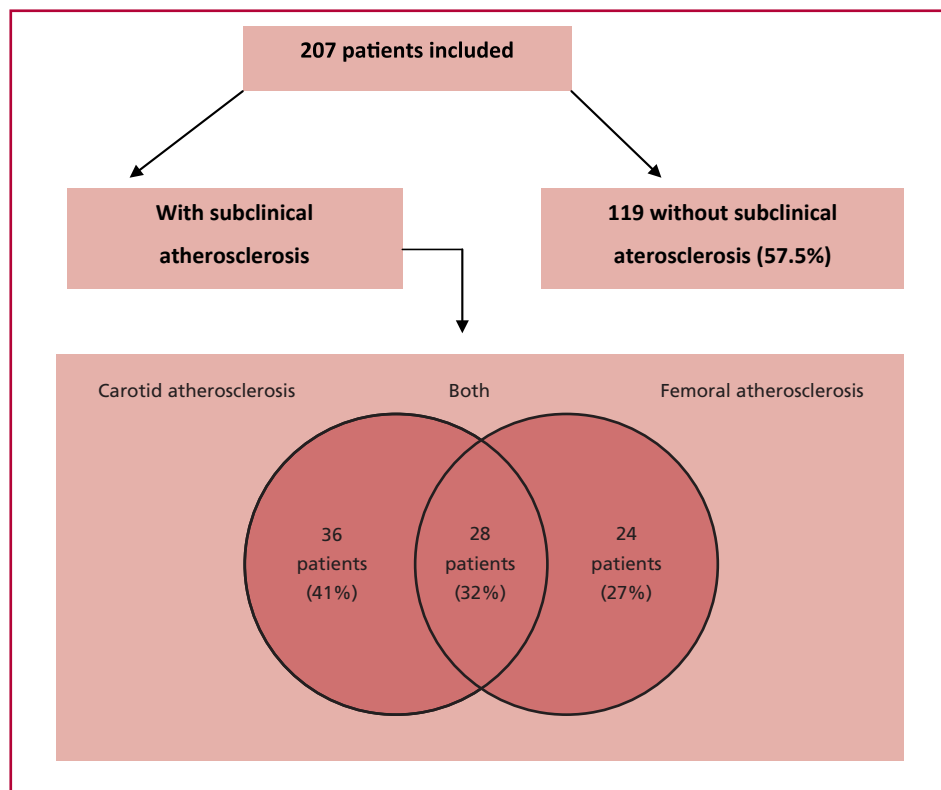 207 patients included
With subclinical
atherosclerosis
119 without subclinical
aterosclerosis (57.5%)
Carotid atherosclerosis
Both
Femoral atherosclerosis
36
patients
(41%)
28
patients
(32%)
24
patients
(27%)